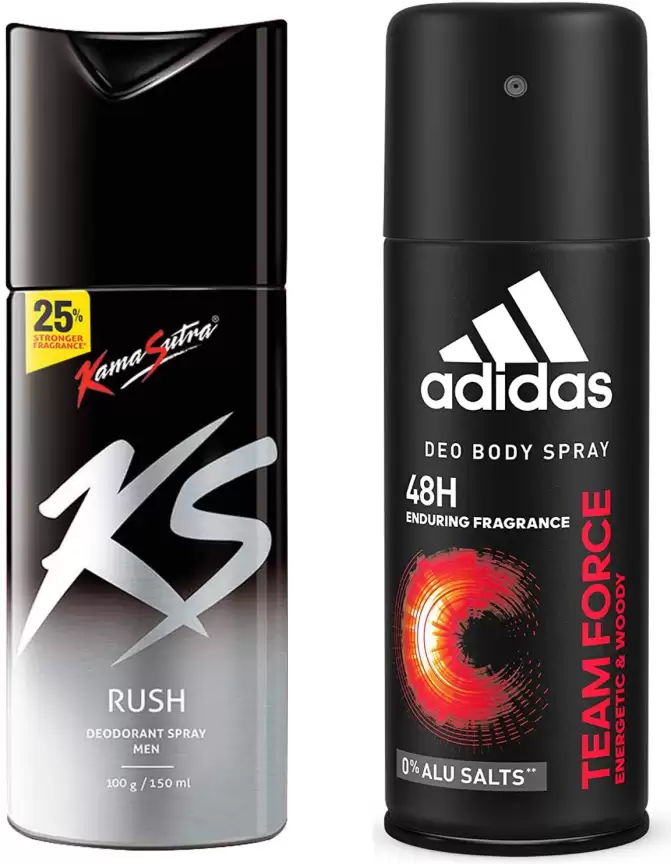 25%
STRONGER
FRAGRANCE*
KamaSutra®
KS
RUSH
DEODORANT SPRAY
MEN
100 g / 150 ml
adidas
DEO BODY SPRAY
48H
ENDURING FRAGRANCE
TEAM FORCE
ENERGETIC & WOODY
0% ALU SALTS**